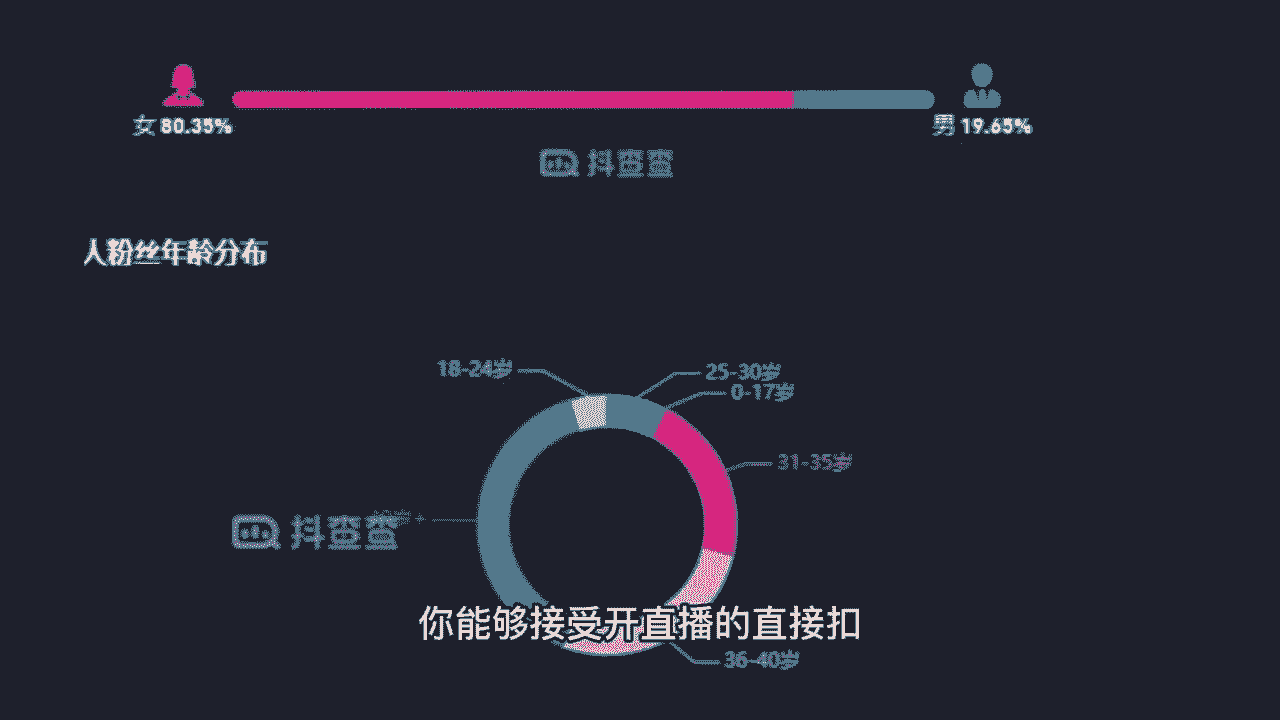 女 80.35%
男 19.65%
抖查查
人粉丝年龄分布
18-24岁
25-30岁
0-17岁
31-35岁
抖查查
你能够接受开直播的直接扣
36-40岁